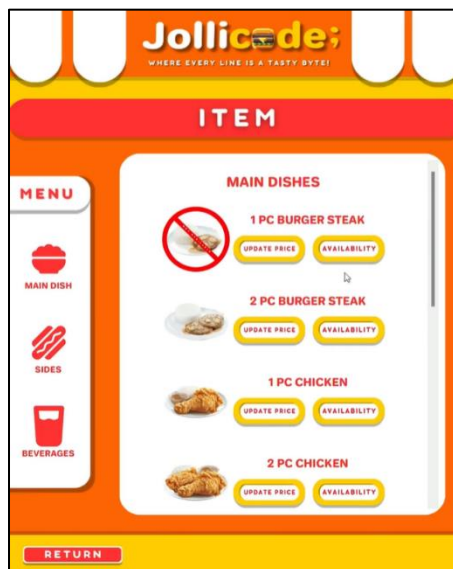 Jollicode;
WHERE EVERY LINE IS A TASTY BYTE!
ITEM
MENU
MAIN DISH
SIDES
BEVERAGES
MAIN DISHES
1 PC BURGER STEAK
UPDATE PRICE AVAILABILITY
2 PC BURGER STEAK
UPDATE PRICE AVAILABILITY
1 PC CHICKEN
UPDATE PRICE AVAILABILITY
2 PC CHICKEN
UPDATE PRICE AVAILABILITY
RETURN